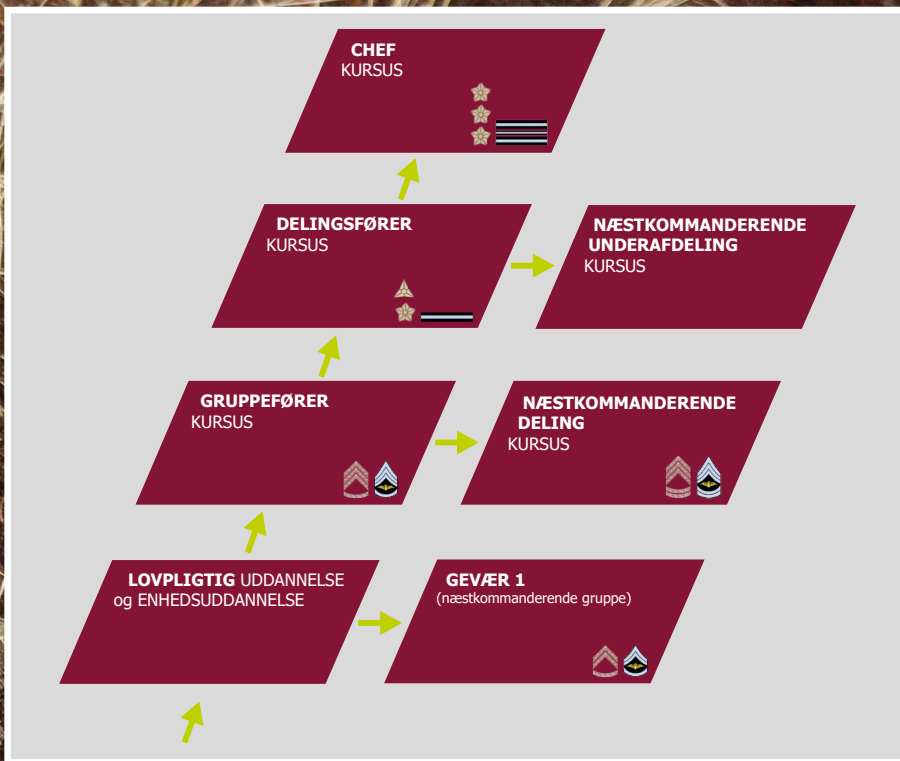 CHEF
KURSUS
DELINGSFØRER
KURSUS
NÆSTKOMMANDERENDE
UNDERAFDELING
KURSUS
GRUPPEFØRER
KURSUS
NÆSTKOMMANDERENDE
DELING
KURSUS
LOVPLIGTIG UDDANNELSE
og ENHEDSUDDANNELSE
GEVÆR 1
(næstkommanderende gruppe)